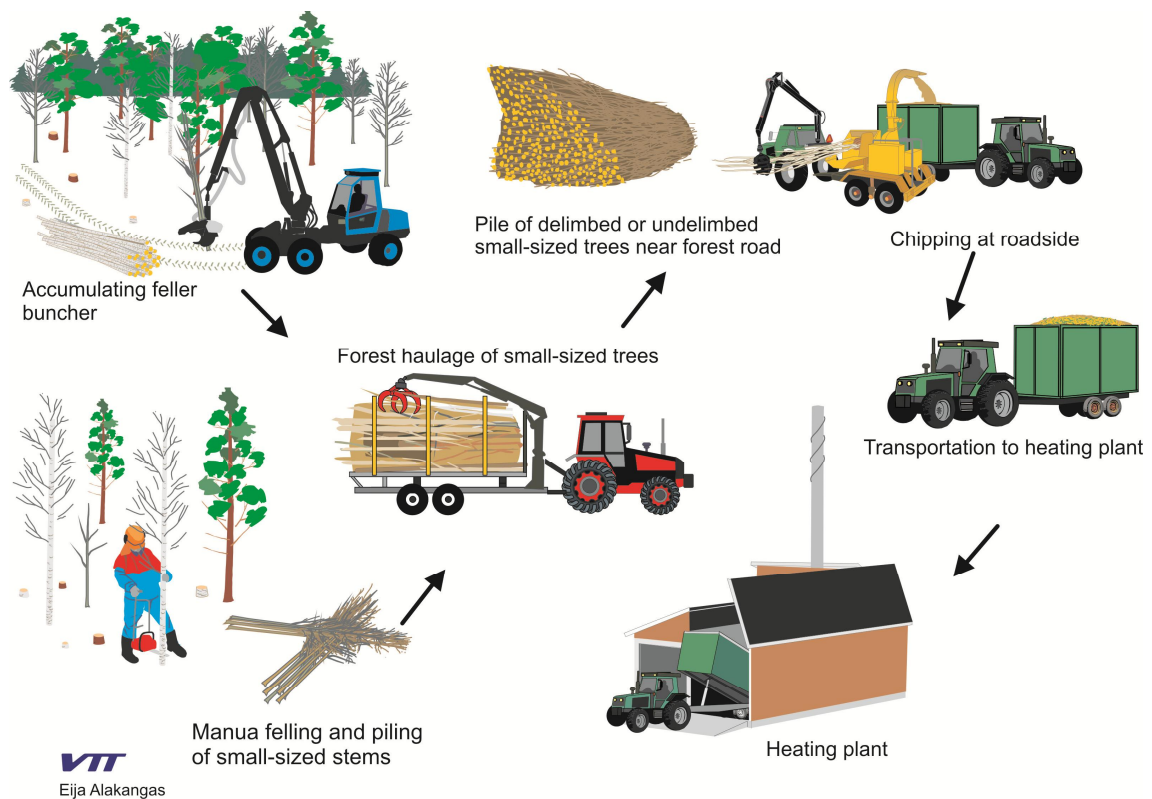 Accumulating feller
buncher
Pile of delimbed or undelimbed
small-sized trees near forest road
Chipping at roadside
Forest haulage of small-sized trees
Transportation to heating plant
Manua felling and piling
of small-sized stems
Heating plant
VTT
Eija Alakangas